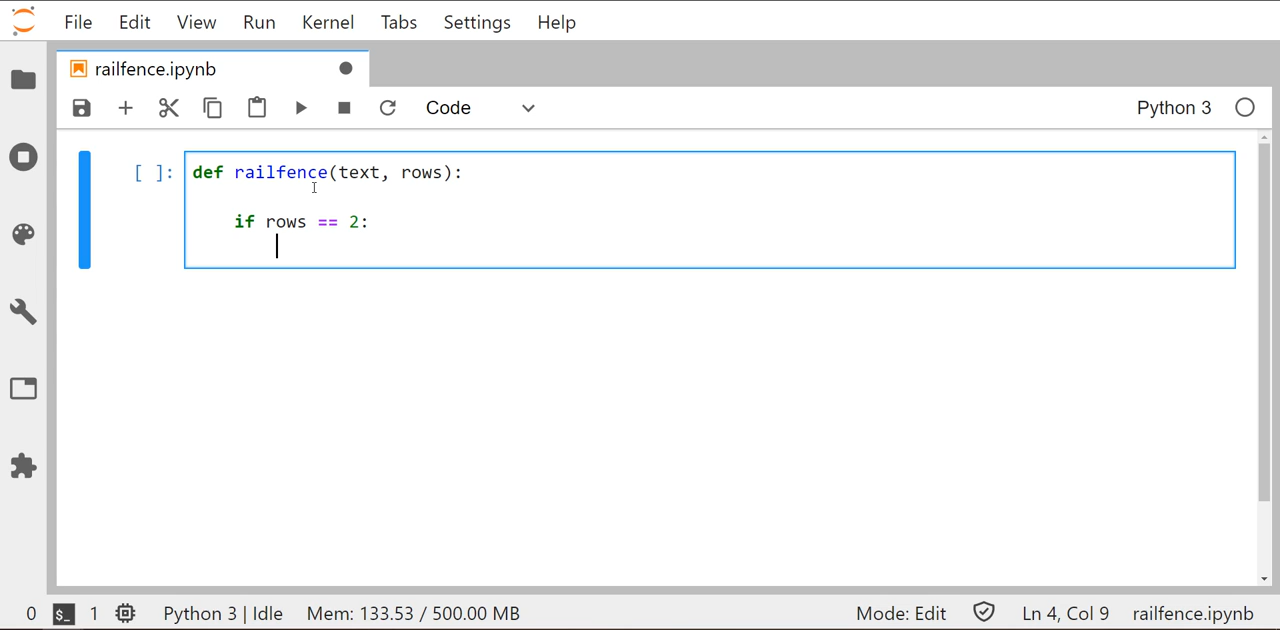 File Edit View Run Kernel Tabs Settings Help
railfence.ipynb
Code Python 3
[ ]: def railfence(text, rows):
if rows == 2:
0 $_ 1 Python 3 | Idle Mem: 133.53 / 500.00 MB Mode: Edit Ln 4, Col 9 railfence.ipynb